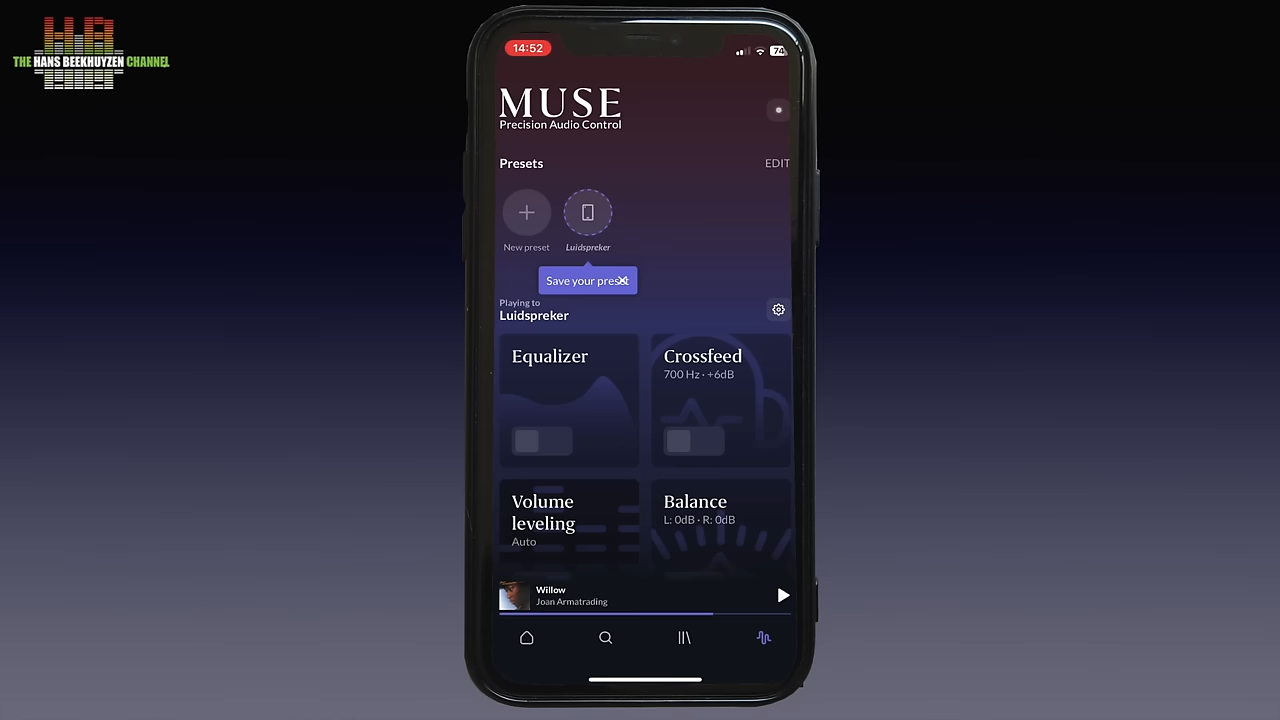 THE HANS BEEKHUYZEN CHANNEL
14:52
74
MUSE
Precision Audio Control
Presets
EDIT
New preset
Luidspreker
Save your preset
Playing to
Luidspreker
Equalizer
Crossfeed
700 Hz · +6dB
Volume
leveling
Auto
Balance
L: 0dB · R: 0dB
Willow
Joan Armatrading